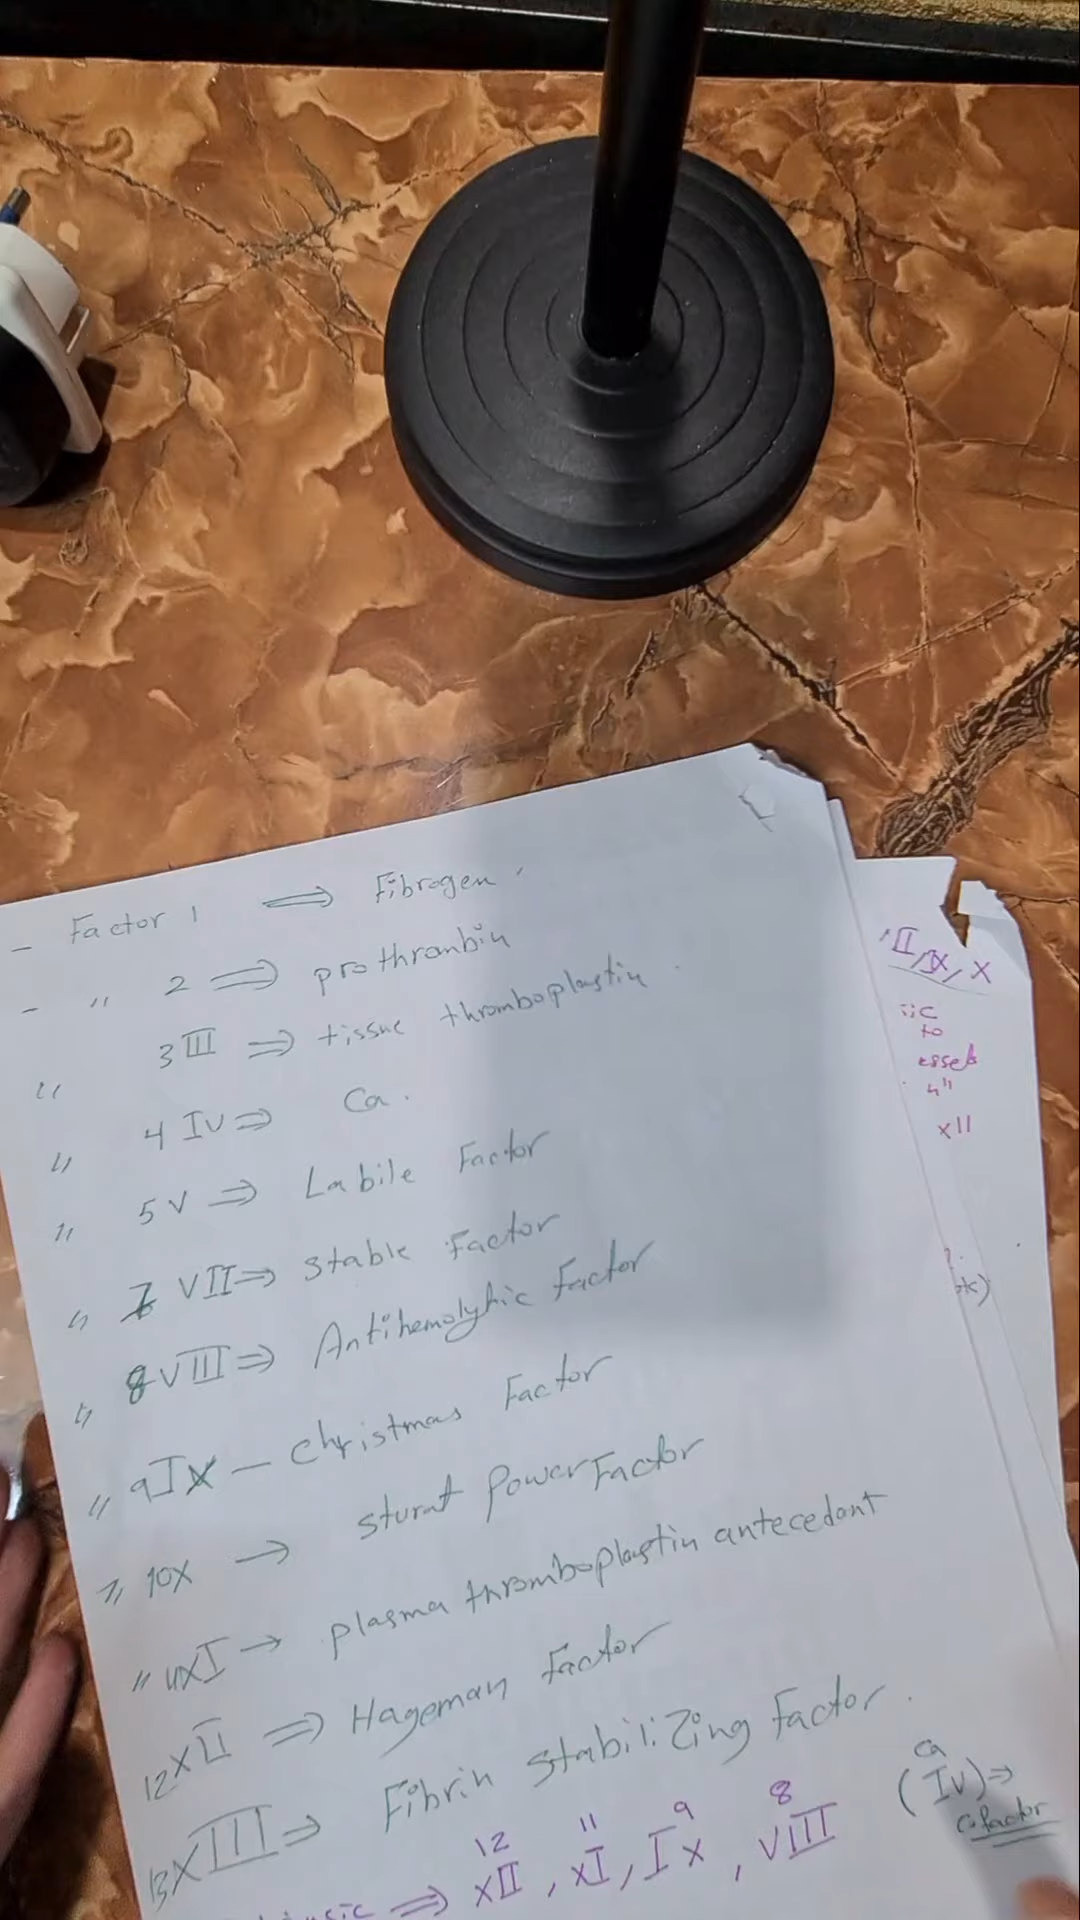 - Factor 1 ⇒ Fibrogen
- " 2 ⇒ prothrombin
" 3 III ⇒ tissue thromboplastin
" 4 IV ⇒ Ca.
" 5 V ⇒ Labile Factor
" 7 VII ⇒ stable Factor
" 8 VIII ⇒ Antihemolytic Factor
" 9 IX — christmas Factor
" 10 X → sturat Power Factor
" 11 XI → plasma thromboplastin antecedant
12 XII ⇒ Hageman Factor
13 XIII ⇒ Fibrin stabiliZing Factor.
12 11 9 8
⇒ XII, XI, IX, VIII
Ca
(IV) ⇒
Cofactor
II, IX, X
to
XII